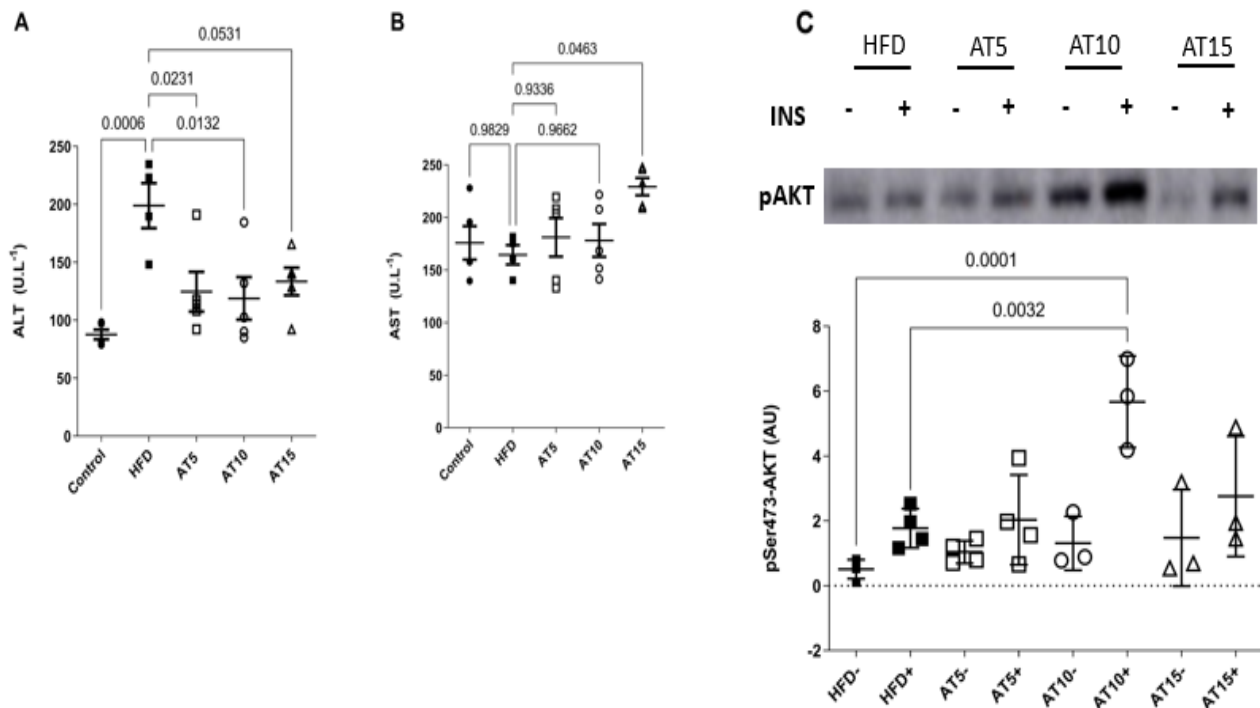 A
0.0531
0.0231
0.0006 0.0132
250
200
150
100
50
0
ALT (U.L-1)
Control HFD AT5 AT10 AT15
B
0.0463
0.9336
0.9829 0.9662
250
200
150
100
50
0
AST (U.L-1)
Control HFD AT5 AT10 AT15
C
HFD AT5 AT10 AT15
INS - + - + - + - +
pAKT
0.0001
0.0032
8
6
4
2
0
-2
pSer473-AKT (AU)
HFD- HFD+ AT5- AT5+ AT10- AT10+ AT15- AT15+